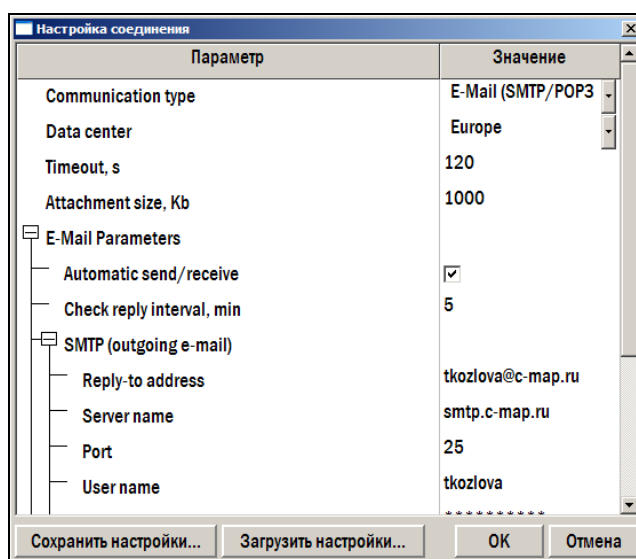 Настройка соединения
Параметр Значение
Communication type E-Mail (SMTP/POP3
Data center Europe
Timeout, s 120
Attachment size, Kb 1000
E-Mail Parameters
Automatic send/receive
Check reply interval, min 5
SMTP (outgoing e-mail)
Reply-to address tkozlova@c-map.ru
Server name smtp.c-map.ru
Port 25
User name tkozlova
**********
Сохранить настройки... Загрузить настройки... OK Отмена